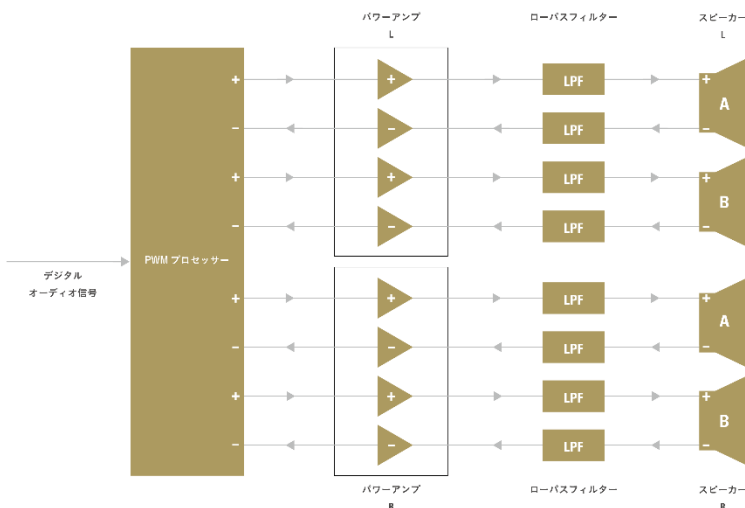 パワーアンプ
L
ローパスフィルター
スピーカー
L
+
+
LPF
+
A
−
−
LPF
−
+
+
LPF
+
B
−
−
LPF
−
PWM プロセッサー
デジタル
オーディオ信号
+
+
LPF
+
A
−
−
LPF
−
+
+
LPF
+
B
−
−
LPF
−
パワーアンプ
R
ローパスフィルター
スピーカー
R